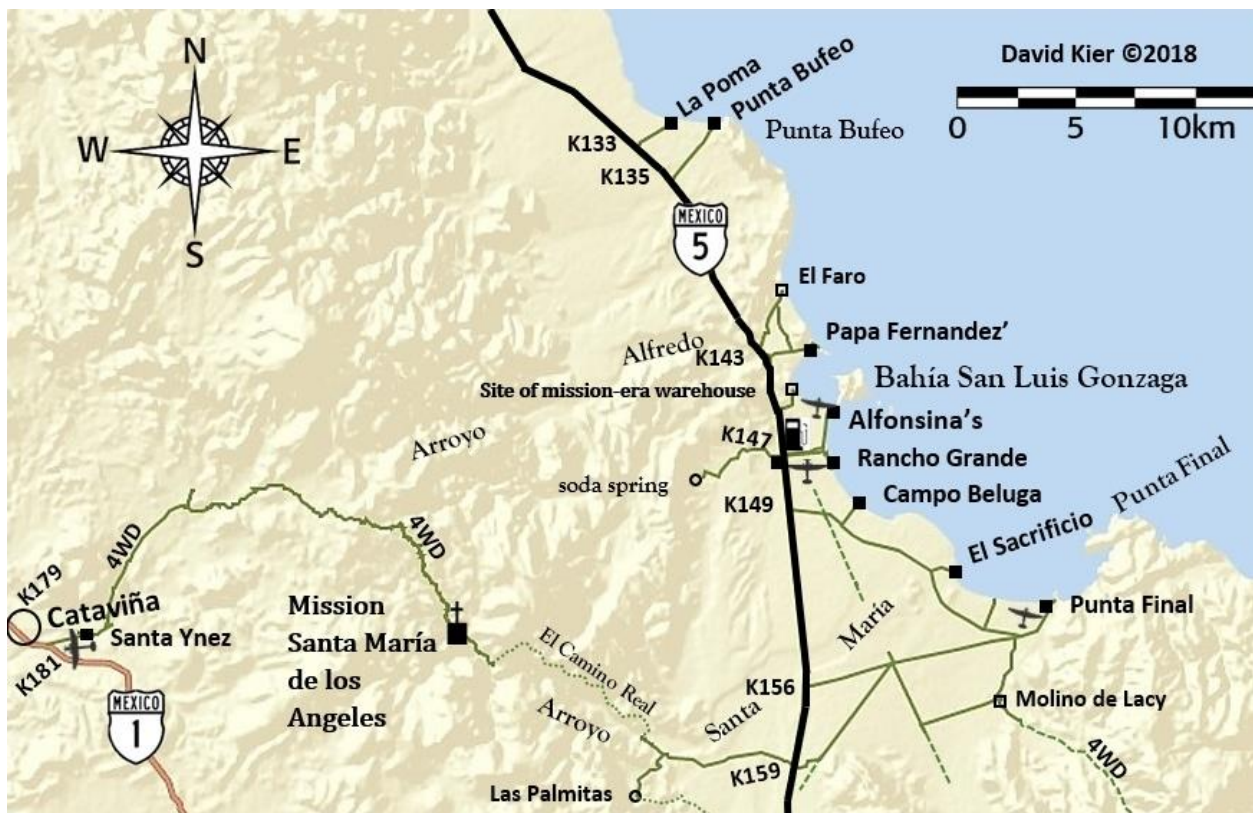 N
W
E
S
David Kier ©2018
0 5 10km
La Poma
Punta Bufeo
Punta Bufeo
K133
K135
MEXICO
5
El Faro
Papa Fernandez'
Alfredo
K143
Bahía San Luis Gonzaga
Site of mission-era warehouse
Alfonsina's
Arroyo
K147
Rancho Grande
soda spring
Campo Beluga
K149
Punta Final
El Sacrificio
4WD
4WD
K179
Cataviña
Santa Ynez
K181
MEXICO
1
Mission
Santa María
de los
Angeles
El Camino Real
María
Punta Final
K156
Santa
Molino de Lacy
Arroyo
4WD
K159
Las Palmitas